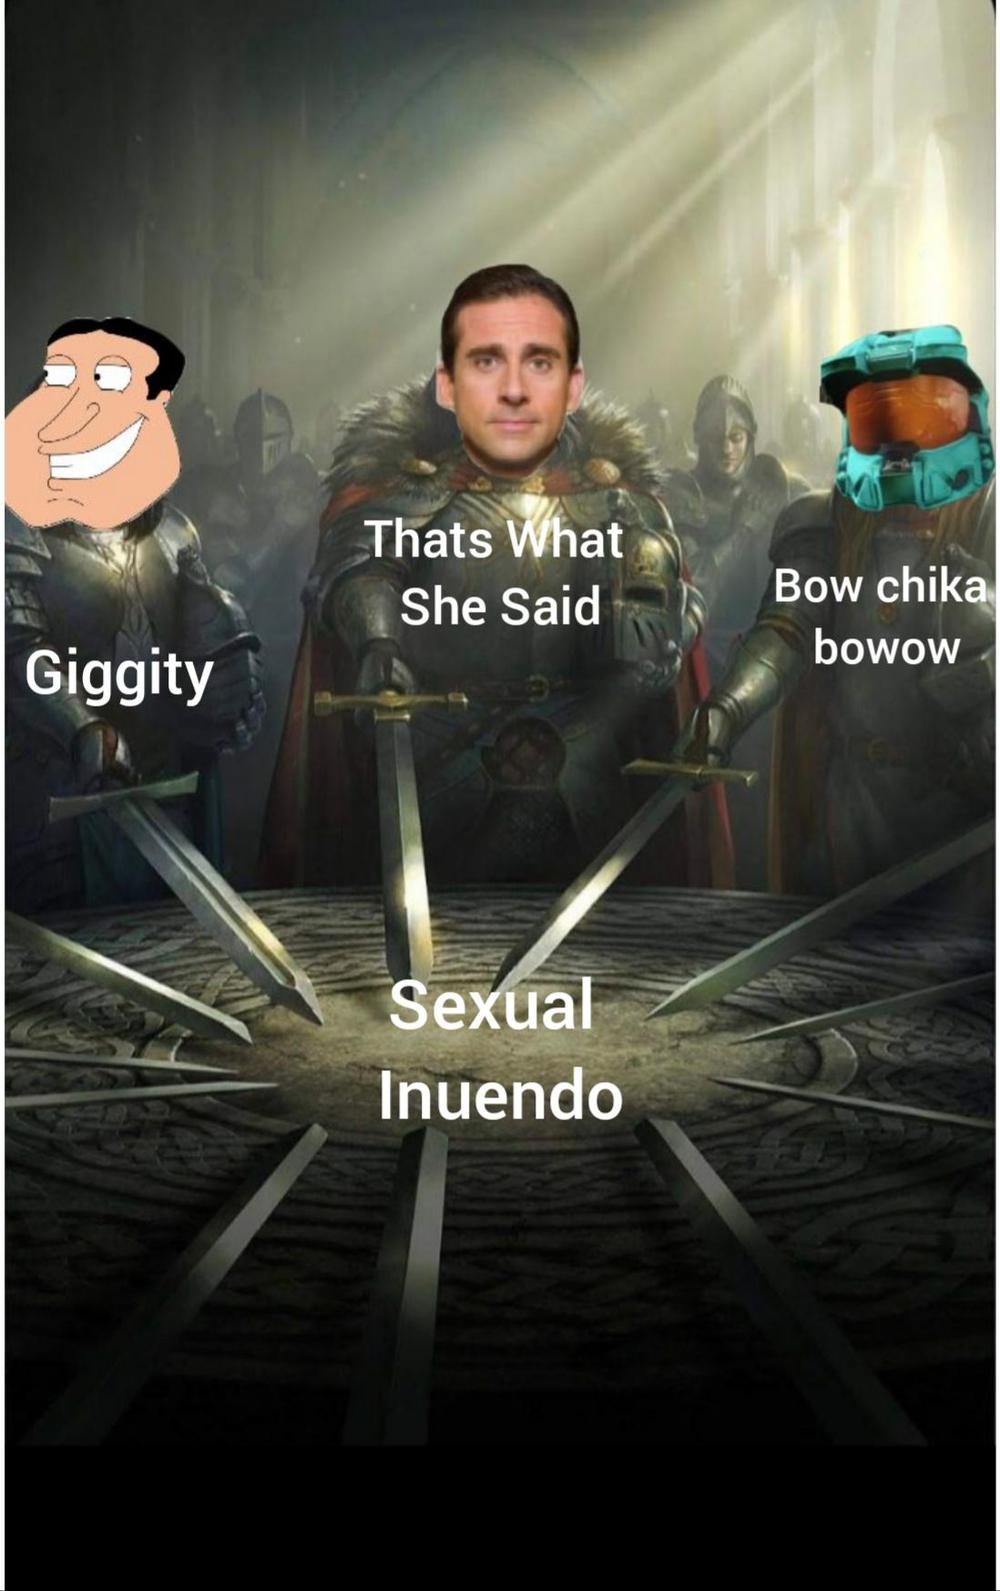 Thats What
She Said
Bow chika
bowow
Giggity
Sexual
Inuendo